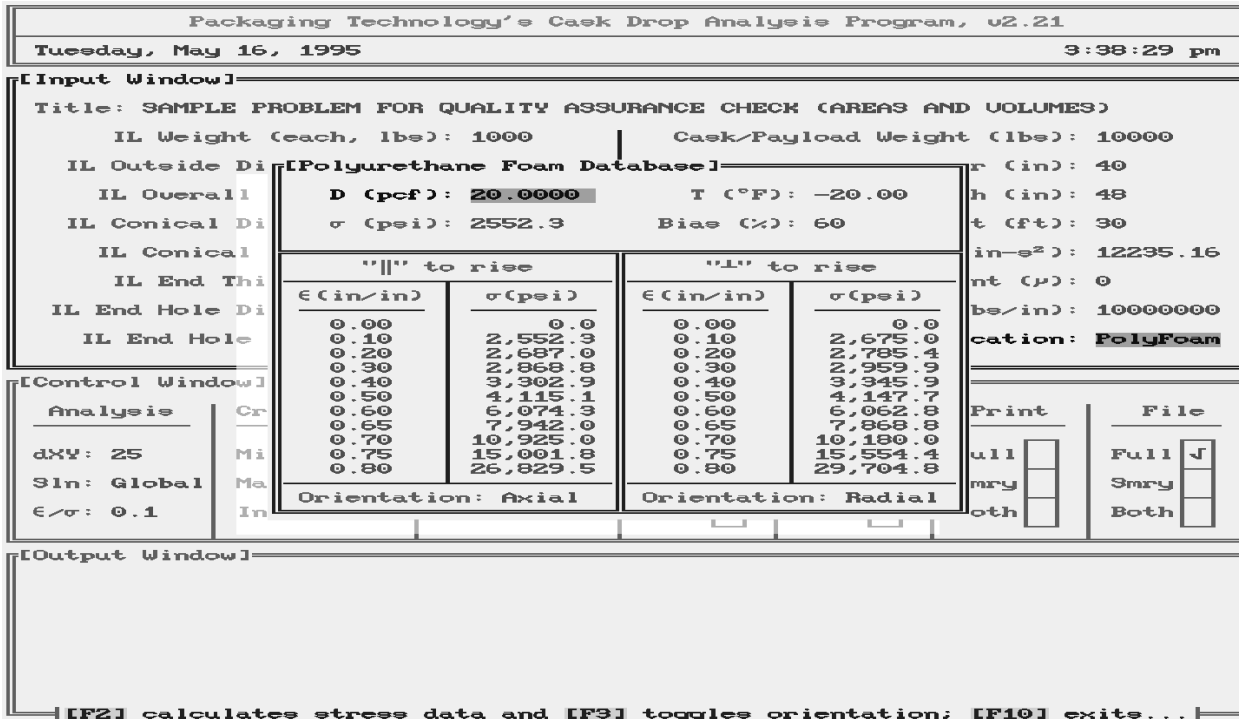 Packaging Technology's Cask Drop Analysis Program, v2.21
Tuesday, May 16, 1995 3:38:29 pm
[Input Window]
Title: SAMPLE PROBLEM FOR QUALITY ASSURANCE CHECK (AREAS AND VOLUMES)
IL Weight (each, lbs): 1000 Cask/Payload Weight (lbs): 10000
IL Outside Di [Polyurethane Foam Database] r (in): 40
IL Overall D (pcf): 20.0000 T (°F): -20.00 h (in): 48
IL Conical Di σ (psi): 2552.3 Bias (%): 60 t (ft): 30
IL Conical in-s²): 12235.16
"||" to rise "⊥" to rise
IL End Thi nt (μ): 0
ϵ(in/in) σ(psi) ϵ(in/in) σ(psi)
IL End Hole Di bs/in): 10000000
0.00 0.0 0.00 0.0
IL End Hole 0.10 2,552.3 0.10 2,675.0 cation: PolyFoam
0.20 2,687.0 0.20 2,785.4
0.30 2,868.8 0.30 2,959.9
[Control Window] 0.40 3,302.9 0.40 3,345.9
0.50 4,115.1 0.50 4,147.7
Analysis Cr 0.60 6,074.3 0.60 6,062.8 Print File
0.65 7,942.0 0.65 7,868.8
0.70 10,925.0 0.70 10,180.0
dXY: 25 Mi 0.75 15,001.8 0.75 15,554.4 ull Full √
0.80 26,829.5 0.80 29,704.8
Sln: Global Ma mry Smry
Orientation: Axial Orientation: Radial
ϵ/σ: 0.1 In oth Both
[Output Window]
[F2] calculates stress data and [F3] toggles orientation; [F10] exits...